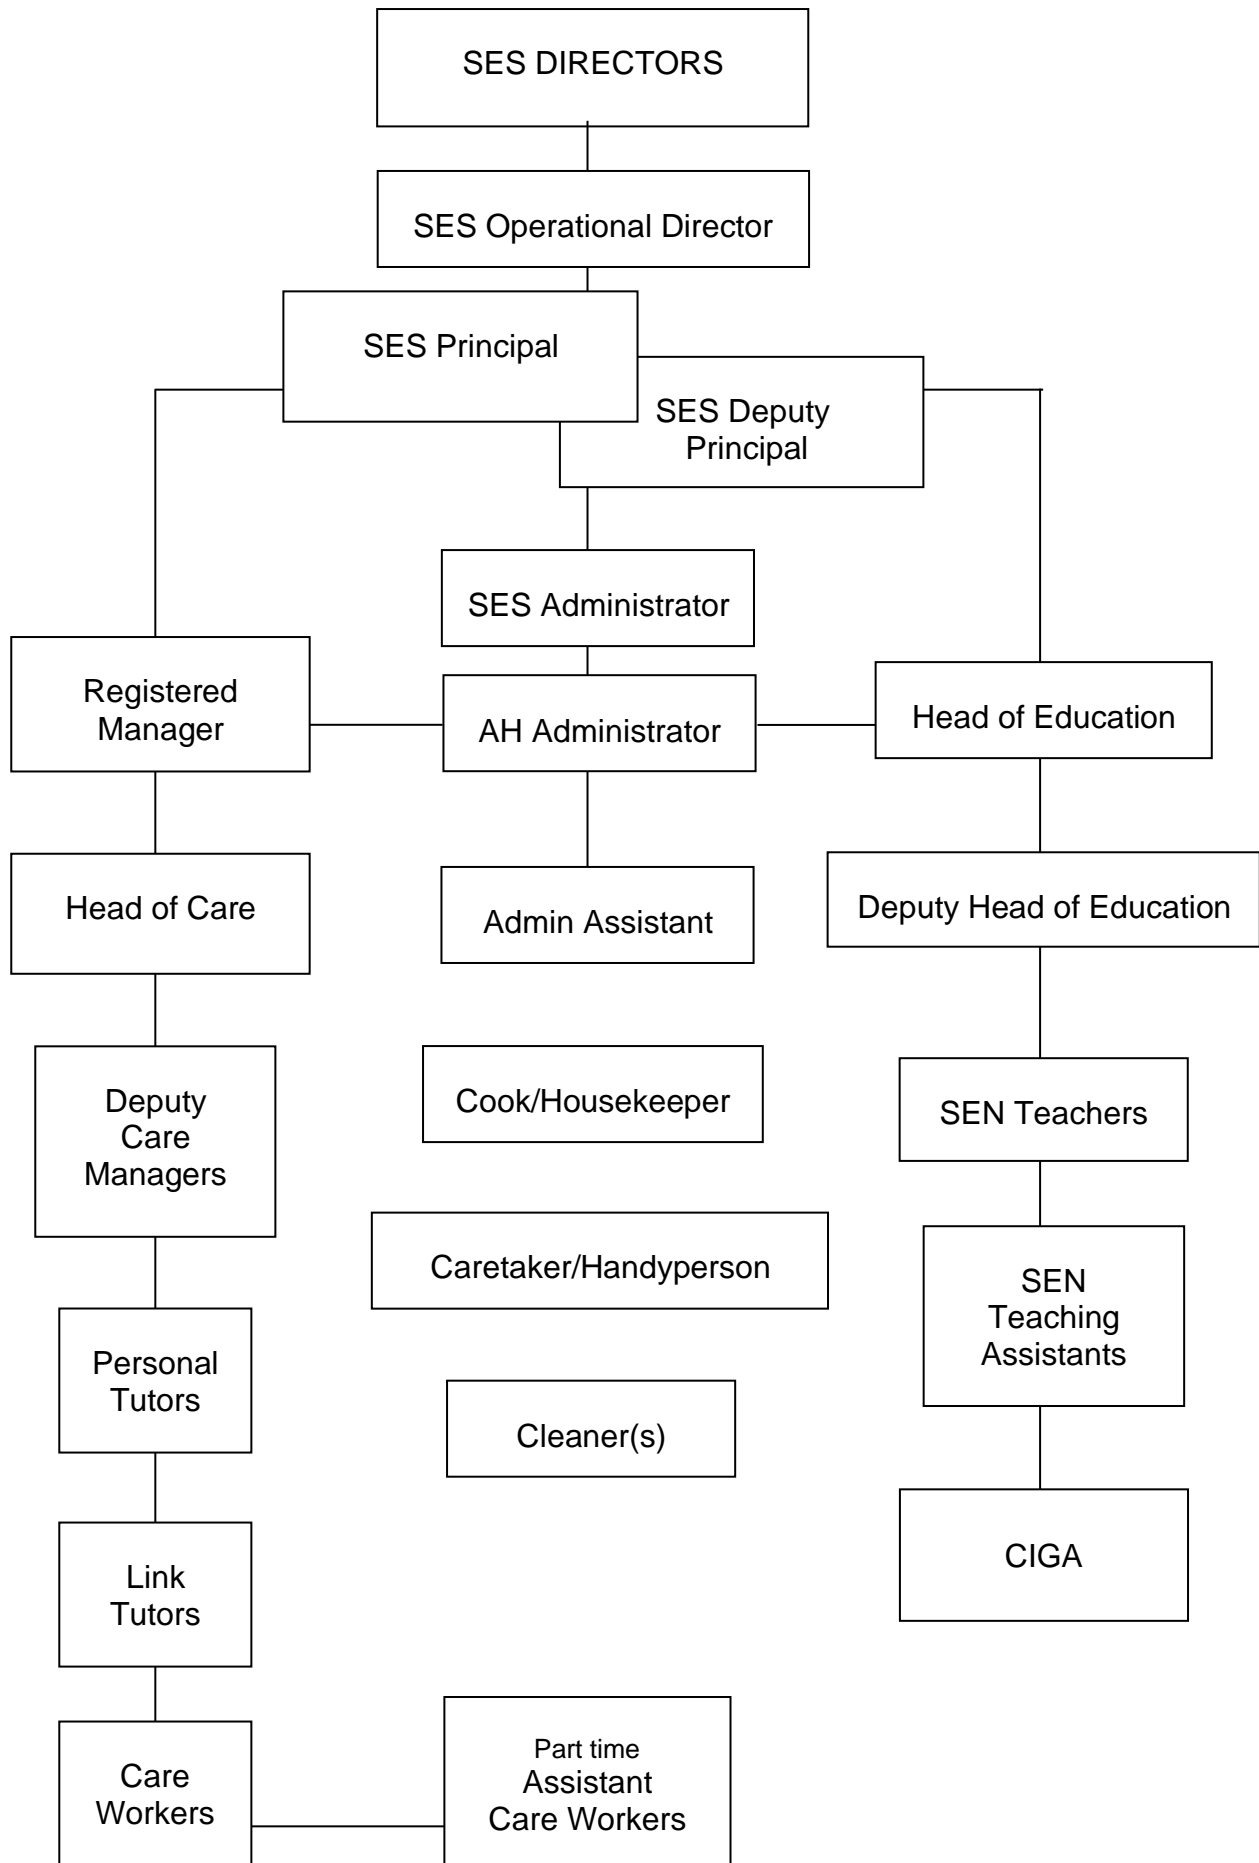 SES DIRECTORS
SES Operational Director
SES Principal
SES Deputy
Principal
SES Administrator
Registered
Manager
AH Administrator
Head of Education
Head of Care
Admin Assistant
Deputy Head of Education
Deputy
Care
Managers
Cook/Housekeeper
SEN Teachers
Caretaker/Handyperson
SEN
Teaching
Assistants
Personal
Tutors
Cleaner(s)
CIGA
Link
Tutors
Care
Workers
Part time
Assistant
Care Workers